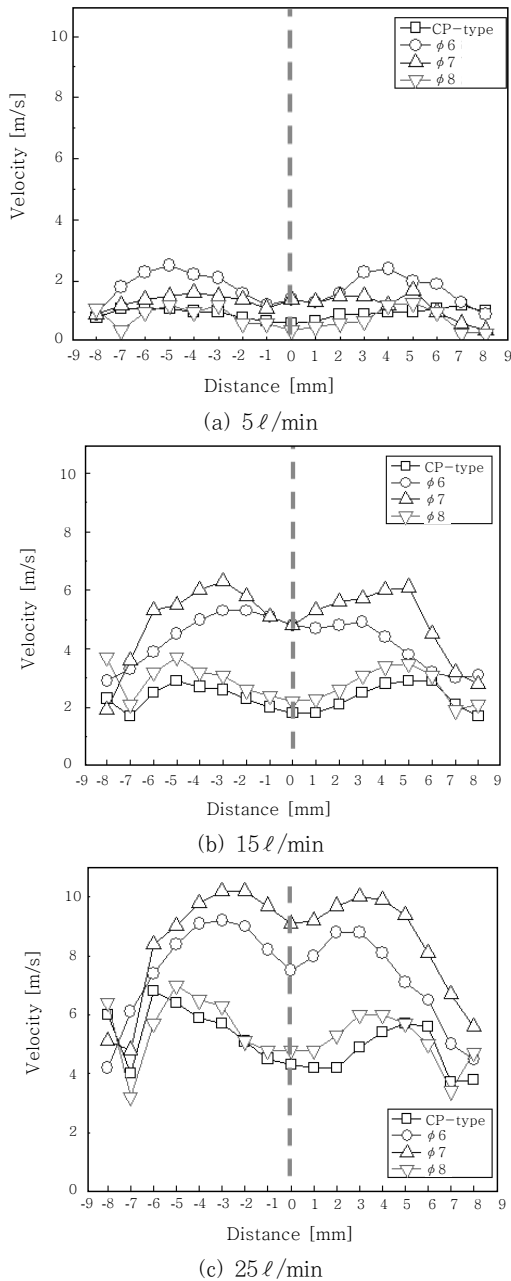 10
8
6
4
2
0
Velocity [m/s]
CP-type
ϕ6
ϕ7
ϕ8
-9 -8 -7 -6 -5 -4 -3 -2 -1 0 1 2 3 4 5 6 7 8 9
Distance [mm]
(a) 5ℓ/min
10
8
6
4
2
0
Velocity [m/s]
CP-type
ϕ6
ϕ7
ϕ8
-9 -8 -7 -6 -5 -4 -3 -2 -1 0 1 2 3 4 5 6 7 8 9
Distance [mm]
(b) 15ℓ/min
10
8
6
4
2
0
Velocity [m/s]
CP-type
ϕ6
ϕ7
ϕ8
-9 -8 -7 -6 -5 -4 -3 -2 -1 0 1 2 3 4 5 6 7 8 9
Distance [mm]
(c) 25ℓ/min